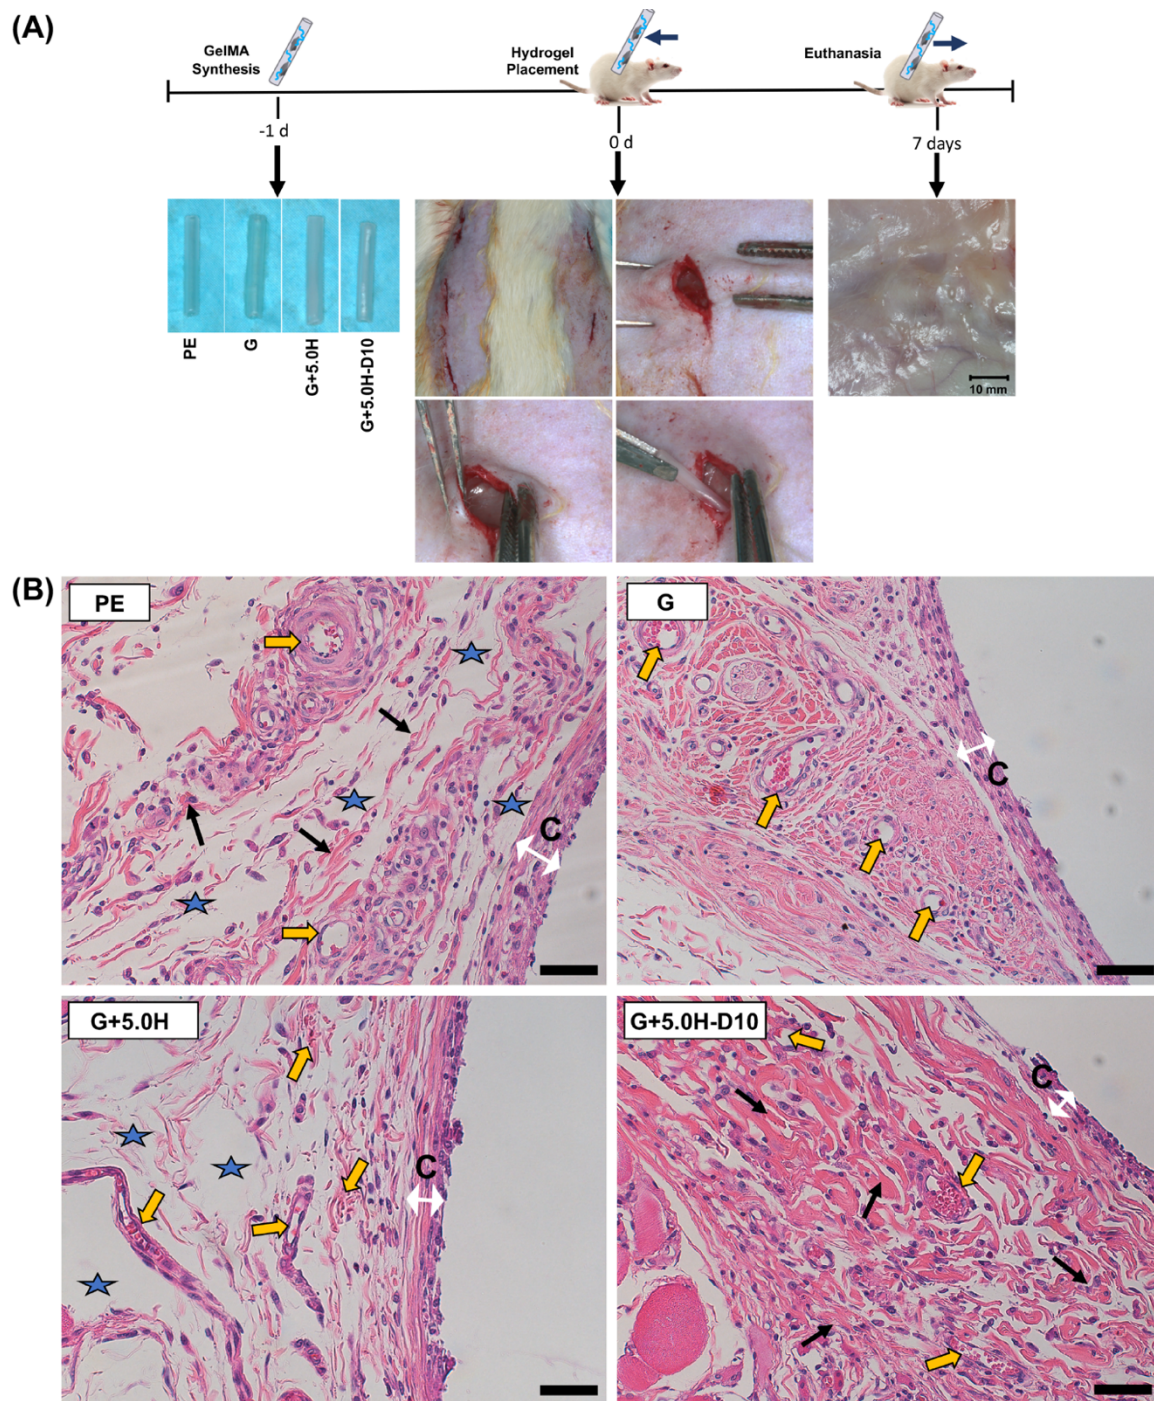 (A)
GelMA
Synthesis
Hydrogel
Placement
Euthanasia
-1 d
0 d
7 days
PE
G
G+5.0H
G+5.0H-D10
10 mm
(B)
PE
C
G
C
G+5.0H
C
G+5.0H-D10
C